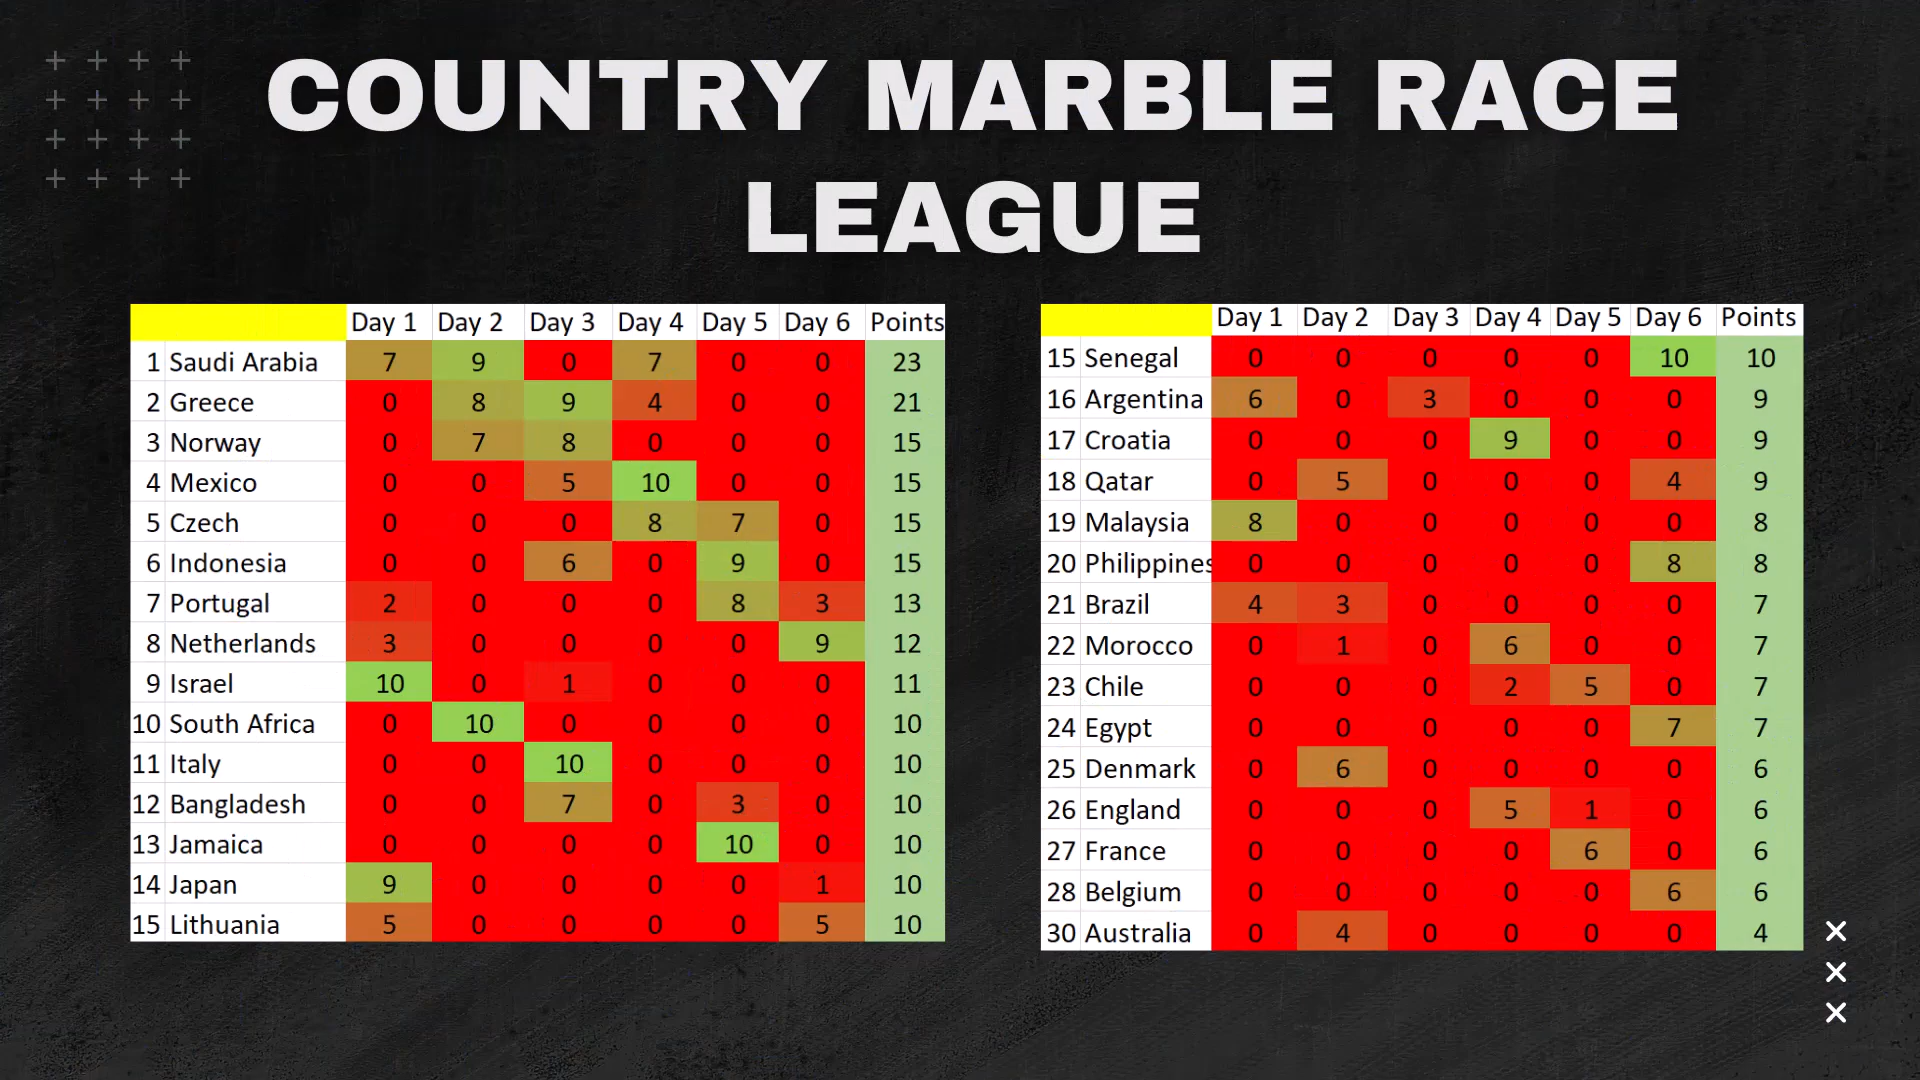 COUNTRY MARBLE RACE
LEAGUE
Day 1 Day 2 Day 3 Day 4 Day 5 Day 6 Points
1 Saudi Arabia 7 9 0 7 0 0 23
2 Greece 0 8 9 4 0 0 21
3 Norway 0 7 8 0 0 0 15
4 Mexico 0 0 5 10 0 0 15
5 Czech 0 0 0 8 7 0 15
6 Indonesia 0 0 6 0 9 0 15
7 Portugal 2 0 0 0 8 3 13
8 Netherlands 3 0 0 0 0 9 12
9 Israel 10 0 1 0 0 0 11
10 South Africa 0 10 0 0 0 0 10
11 Italy 0 0 10 0 0 0 10
12 Bangladesh 0 0 7 0 3 0 10
13 Jamaica 0 0 0 0 10 0 10
14 Japan 9 0 0 0 0 1 10
15 Lithuania 5 0 0 0 0 5 10
Day 1 Day 2 Day 3 Day 4 Day 5 Day 6 Points
15 Senegal 0 0 0 0 0 10 10
16 Argentina 6 0 3 0 0 0 9
17 Croatia 0 0 0 9 0 0 9
18 Qatar 0 5 0 0 0 4 9
19 Malaysia 8 0 0 0 0 0 8
20 Philippines 0 0 0 0 0 8 8
21 Brazil 4 3 0 0 0 0 7
22 Morocco 0 1 0 6 0 0 7
23 Chile 0 0 0 2 5 0 7
24 Egypt 0 0 0 0 0 7 7
25 Denmark 0 6 0 0 0 0 6
26 England 0 0 0 5 1 0 6
27 France 0 0 0 0 6 0 6
28 Belgium 0 0 0 0 0 6 6
30 Australia 0 4 0 0 0 0 4